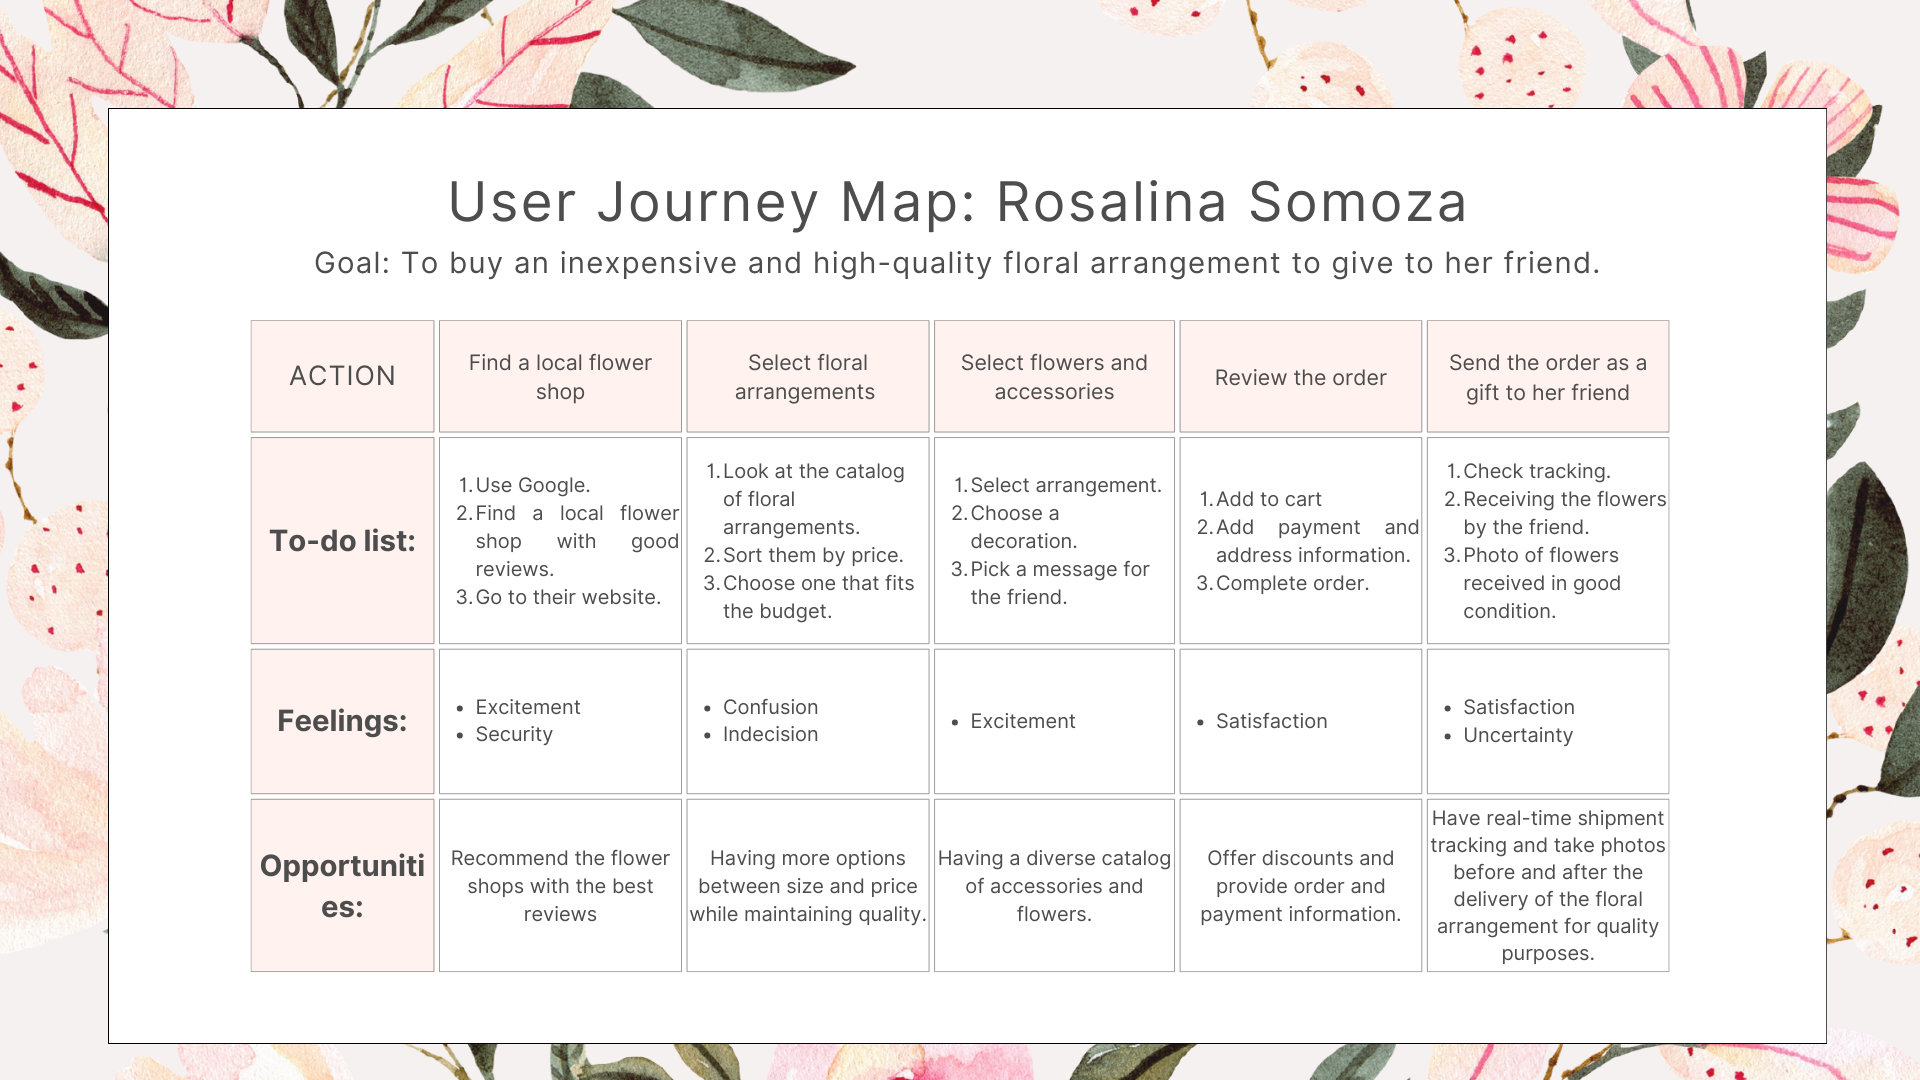 User Journey Map: Rosalina Somoza
Goal: To buy an inexpensive and high-quality floral arrangement to give to her friend.
ACTION
Find a local flower
shop
Select floral
arrangements
Select flowers and
accessories
Review the order
Send the order as a
gift to her friend
To-do list:
1. Use Google.
2. Find a local flower
shop with good
reviews.
3. Go to their website.
1. Look at the catalog
of floral
arrangements.
2. Sort them by price.
3. Choose one that fits
the budget.
1. Select arrangement.
2. Choose a
decoration.
3. Pick a message for
the friend.
1. Add to cart
2. Add payment and
address information.
3. Complete order.
1. Check tracking.
2. Receiving the flowers
by the friend.
3. Photo of flowers
received in good
condition.
Feelings:
• Excitement
• Security
• Confusion
• Indecision
• Excitement
• Satisfaction
• Satisfaction
• Uncertainty
Opportuniti
es:
Recommend the flower
shops with the best
reviews
Having more options
between size and price
while maintaining quality.
Having a diverse catalog
of accessories and
flowers.
Offer discounts and
provide order and
payment information.
Have real-time shipment
tracking and take photos
before and after the
delivery of the floral
arrangement for quality
purposes.